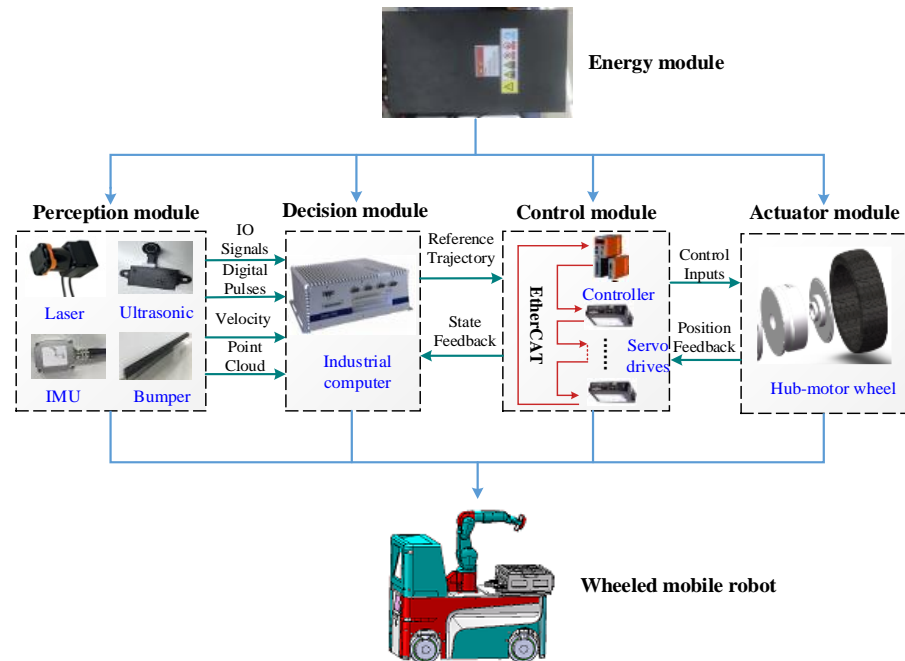 Energy module
Perception module
Decision module
Control module
Actuator module
Laser
Ultrasonic
IMU
Bumper
IO
Signals
Digital
Pulses
Velocity
Point
Cloud
Industrial
computer
Reference
Trajectory
State
Feedback
EtherCAT
Controller
Servo
drives
Control
Inputs
Position
Feedback
Hub-motor wheel
Wheeled mobile robot